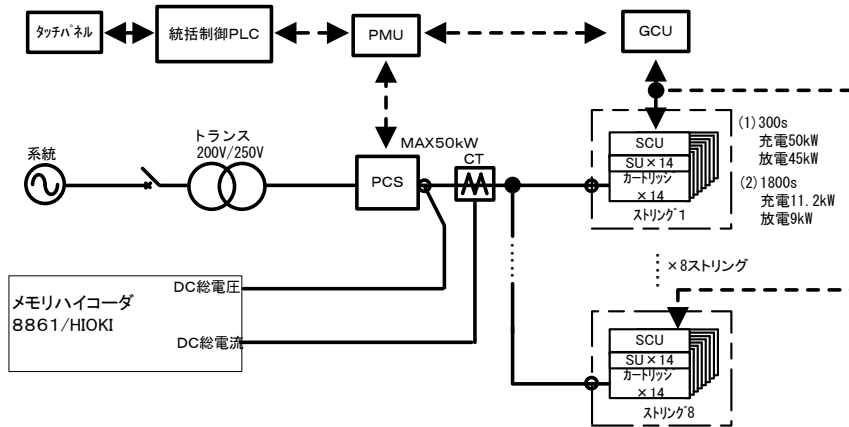 タッチパネル
統括制御PLC
PMU
GCU
系統
トランス
200V/250V
MAX50kW
PCS
CT
SCU
SU×14
カートリッジ
×14
ストリング1
(1)300s
充電50kW
放電45kW
(2)1800s
充電11.2kW
放電9kW
×8ストリング
メモリハイコーダ
8861/HIOKI
DC総電圧
DC総電流
SCU
SU×14
カートリッジ
×14
ストリング8